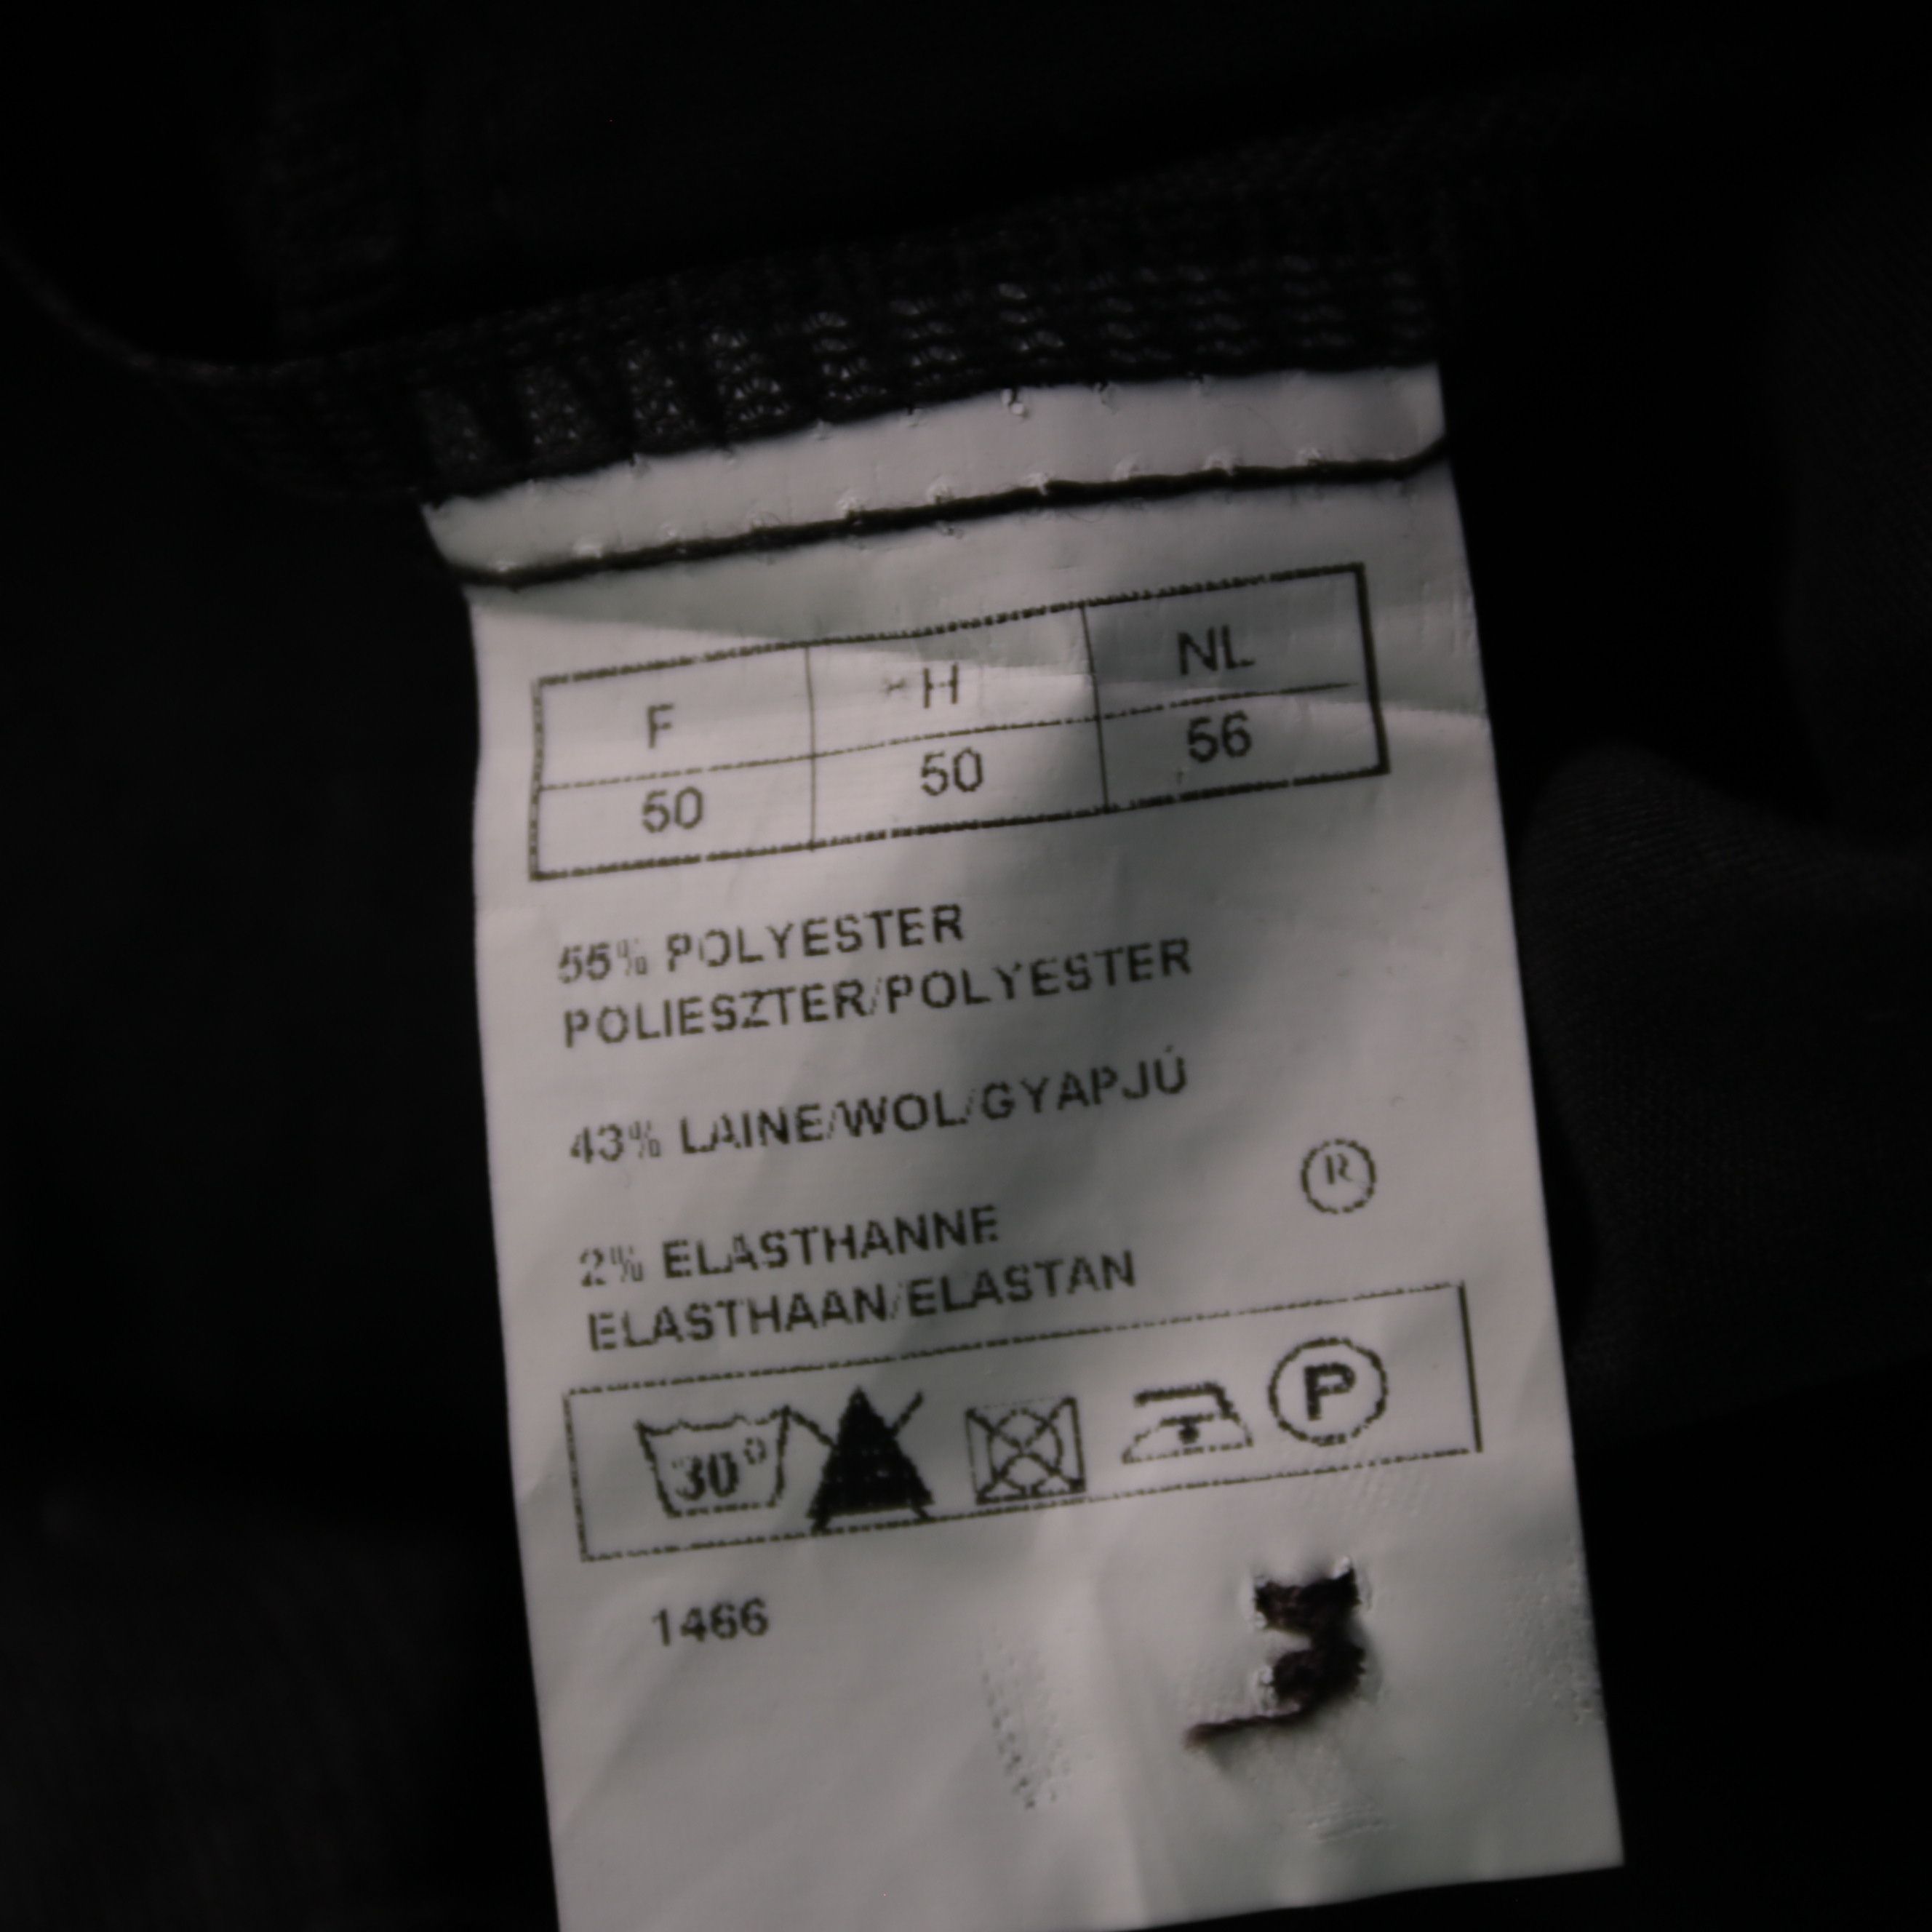 F H NL
50 50 56
55% POLYESTER
POLIESZTER/POLYESTER
43% LAINE/WOL/GYAPJÚ
®
2% ELASTHANNE
ELASTHAAN/ELASTAN
30° P
1466